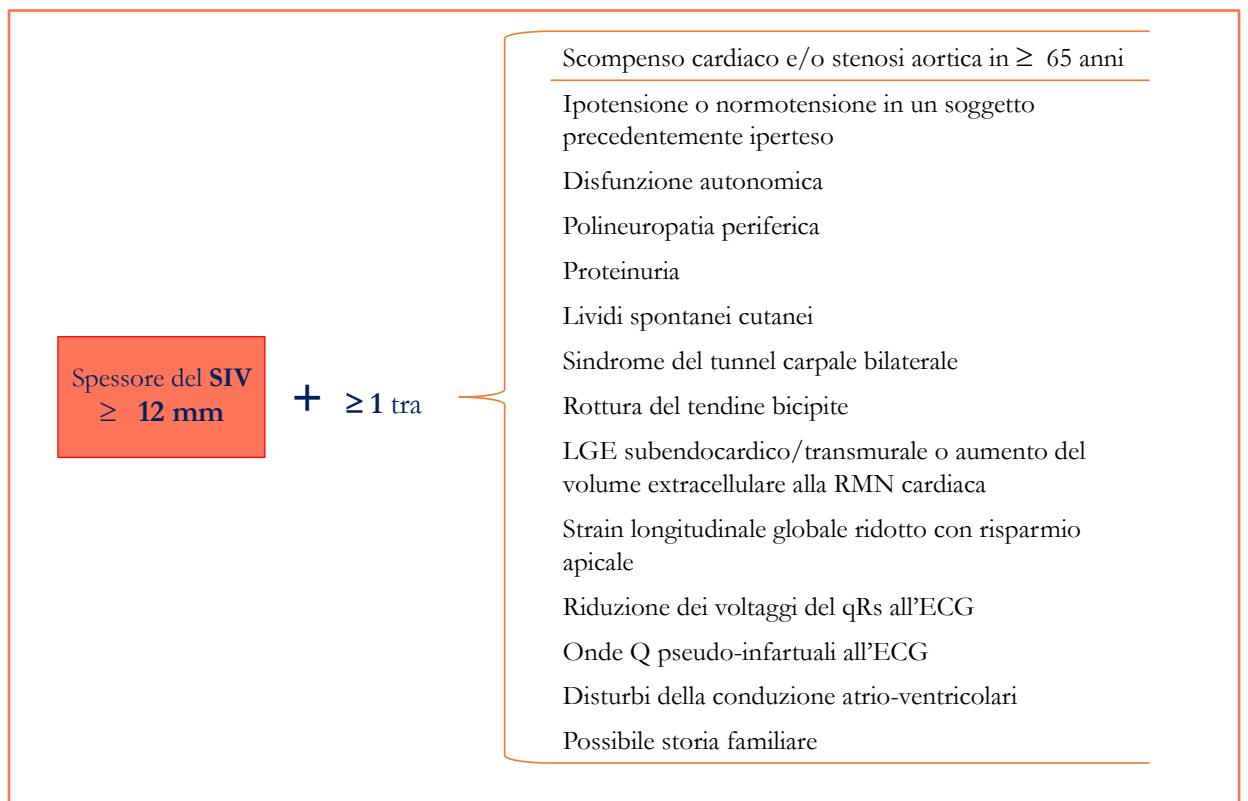 Scompenso cardiaco e/o stenosi aortica in ≥ 65 anni
Ipotensione o normotensione in un soggetto
precedentemente iperteso
Disfunzione autonomica
Polineuropatia periferica
Proteinuria
Lividi spontanei cutanei
Sindrome del tunnel carpale bilaterale
Rottura del tendine bicipite
LGE subendocardico/transmurale o aumento del
volume extracellulare alla RMN cardiaca
Strain longitudinale globale ridotto con risparmio
apicale
Riduzione dei voltaggi del qRs all’ECG
Onde Q pseudo-infartuali all’ECG
Disturbi della conduzione atrio-ventricolari
Possibile storia familiare
Spessore del SIV
≥ 12 mm
+ ≥ 1 tra